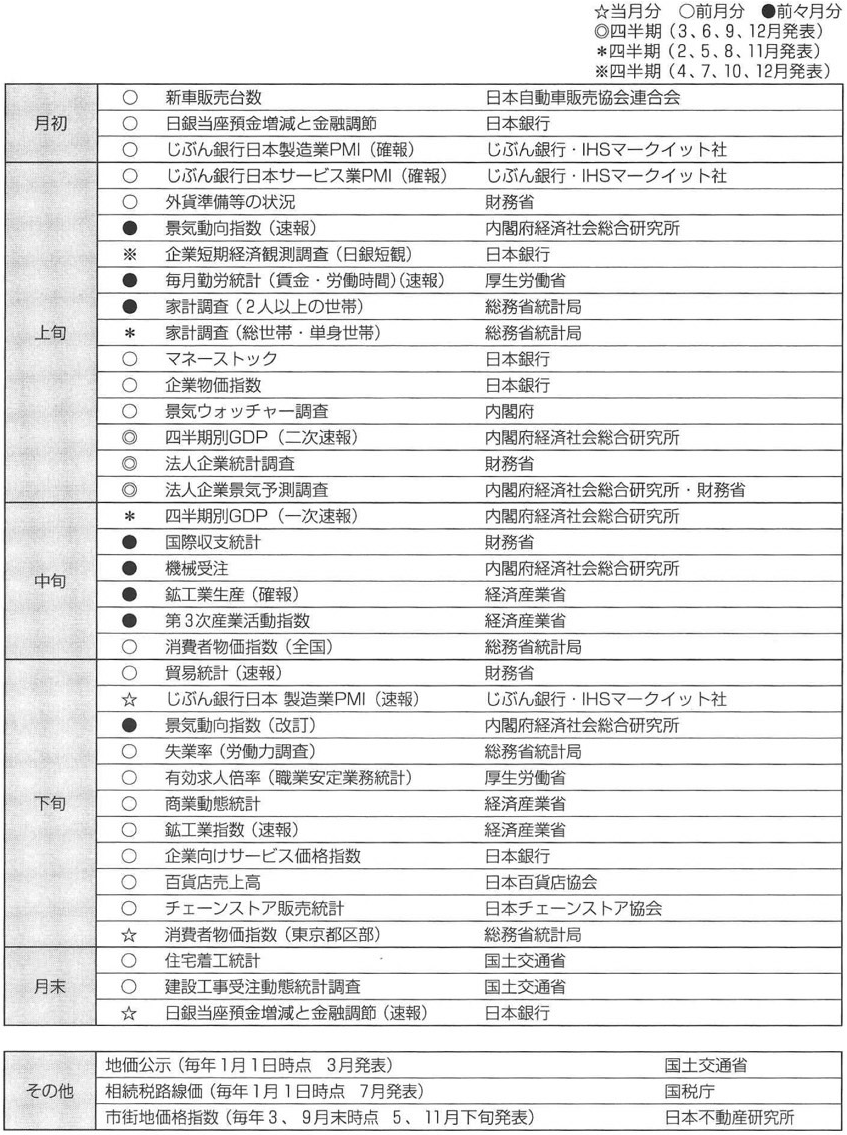 ☆当月分 ○前月分 ●前々月分
◎四半期（3、6、9、12月発表）
＊四半期（2、5、8、11月発表）
※四半期（4、7、10、12月発表）
月初
○ 新車販売台数 日本自動車販売協会連合会
○ 日銀当座預金増減と金融調節 日本銀行
○ じぶん銀行日本製造業PMI（確報） じぶん銀行・IHSマークイット社
上旬
○ じぶん銀行日本サービス業PMI（確報） じぶん銀行・IHSマークイット社
○ 外貨準備等の状況 財務省
● 景気動向指数（速報） 内閣府経済社会総合研究所
※ 企業短期経済観測調査（日銀短観） 日本銀行
● 毎月勤労統計（賃金・労働時間）（速報） 厚生労働省
● 家計調査（２人以上の世帯） 総務省統計局
＊ 家計調査（総世帯・単身世帯） 総務省統計局
○ マネーストック 日本銀行
○ 企業物価指数 日本銀行
○ 景気ウォッチャー調査 内閣府
◎ 四半期別GDP（二次速報） 内閣府経済社会総合研究所
◎ 法人企業統計調査 財務省
◎ 法人企業景気予測調査 内閣府経済社会総合研究所・財務省
中旬
＊ 四半期別GDP（一次速報） 内閣府経済社会総合研究所
● 国際収支統計 財務省
● 機械受注 内閣府経済社会総合研究所
● 鉱工業生産（確報） 経済産業省
● 第３次産業活動指数 経済産業省
○ 消費者物価指数（全国） 総務省統計局
下旬
○ 貿易統計（速報） 財務省
☆ じぶん銀行日本 製造業PMI（速報） じぶん銀行・IHSマークイット社
● 景気動向指数（改訂） 内閣府経済社会総合研究所
○ 失業率（労働力調査） 総務省統計局
○ 有効求人倍率（職業安定業務統計） 厚生労働省
○ 商業動態統計 経済産業省
○ 鉱工業指数（速報） 経済産業省
○ 企業向けサービス価格指数 日本銀行
○ 百貨店売上高 日本百貨店協会
○ チェーンストア販売統計 日本チェーンストア協会
☆ 消費者物価指数（東京都区部） 総務省統計局
月末
○ 住宅着工統計 国土交通省
○ 建設工事受注動態統計調査 国土交通省
☆ 日銀当座預金増減と金融調節（速報） 日本銀行
その他
地価公示（毎年１月１日時点 3月発表） 国土交通省
相続税路線価（毎年１月１日時点 7月発表） 国税庁
市街地価格指数（毎年３、９月末時点 ５、11月下旬発表） 日本不動産研究所